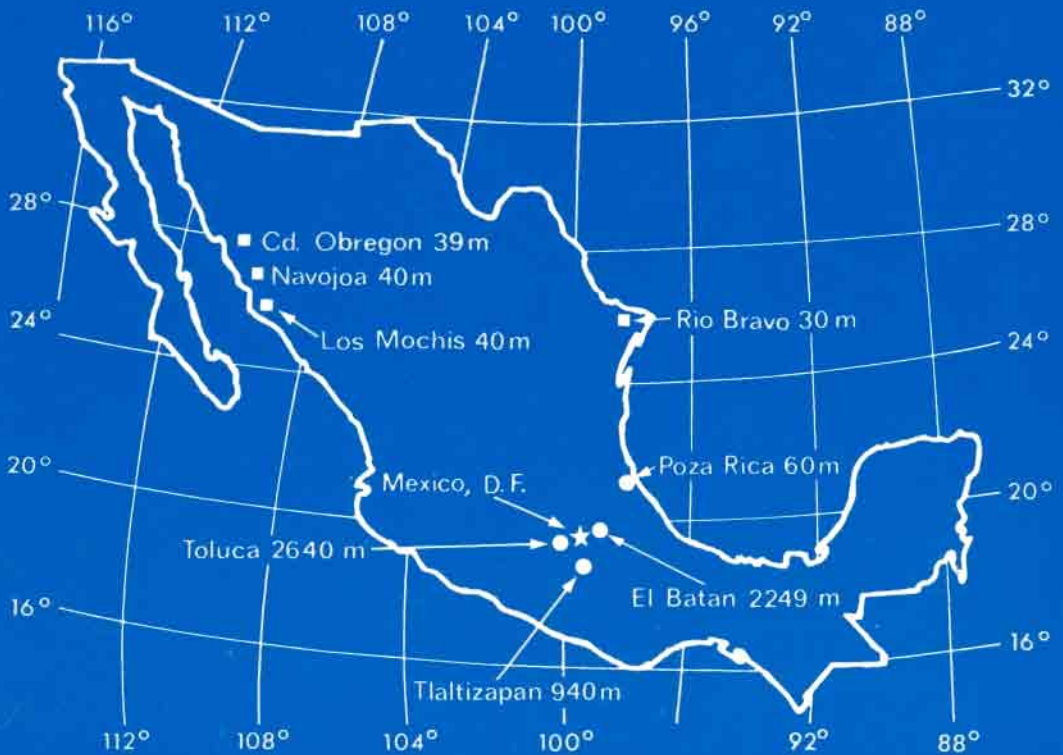 116° 112° 108° 104° 100° 96° 92° 88°
32°
28°
28°
Cd. Obregon 39m
Navojoa 40m
24°
Los Mochis 40m
Rio Bravo 30 m
24°
20°
Poza Rica 60m
Mexico, D.F.
20°
Toluca 2640 m
El Batan 2249 m
16°
16°
Tlaltizapan 940m
112° 108° 104° 100° 92° 88°